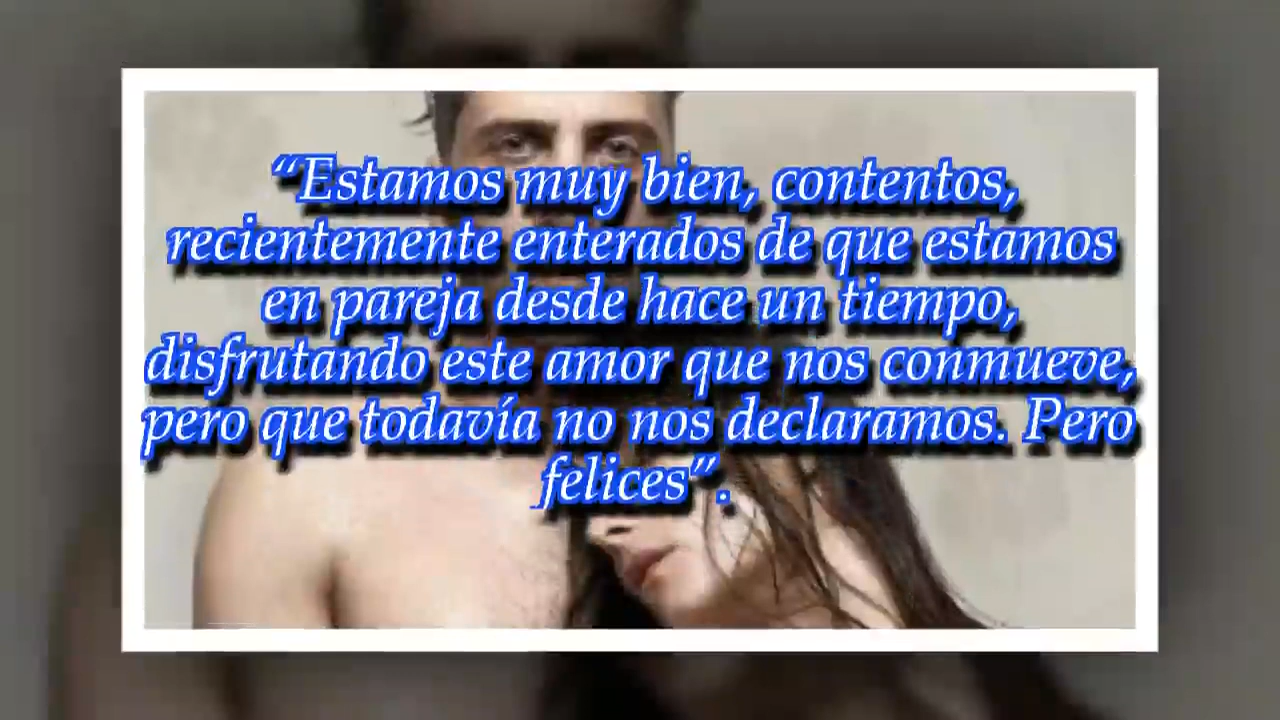 “Estamos muy bien, contentos,
recientemente enterados de que estamos
en pareja desde hace un tiempo,
disfrutando este amor que nos conmueve,
pero que todavía no nos declaramos. Pero
felices”.